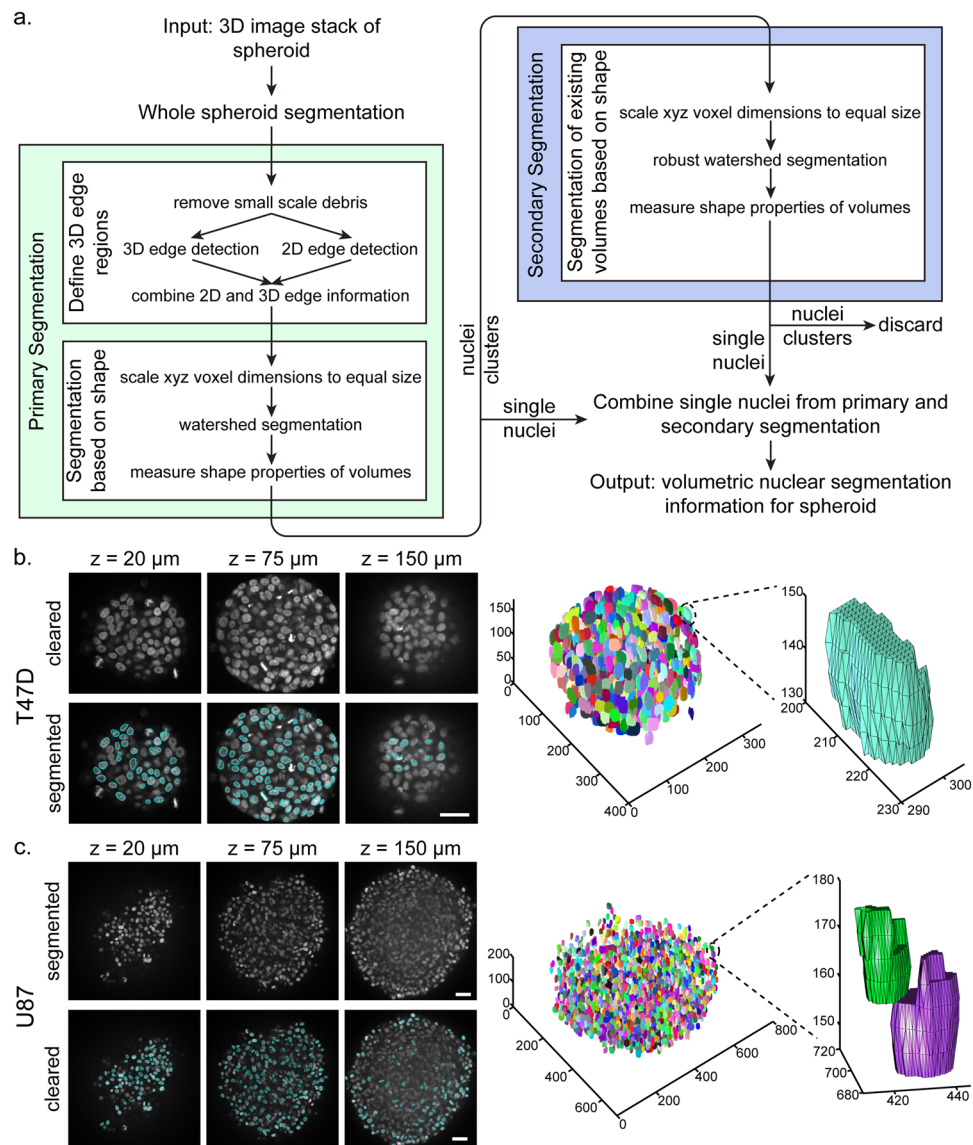 a.
Input: 3D image stack of
spheroid
Whole spheroid segmentation
Primary Segmentation
Define 3D edge
regions
remove small scale debris
3D edge detection
2D edge detection
combine 2D and 3D edge information
Segmentation
based on shape
scale xyz voxel dimensions to equal size
watershed segmentation
measure shape properties of volumes
nuclei
clusters
single
nuclei
Secondary Segmentation
Segmentation of existing
volumes based on shape
scale xyz voxel dimensions to equal size
robust watershed segmentation
measure shape properties of volumes
nuclei
clusters
discard
single
nuclei
Combine single nuclei from primary and
secondary segmentation
Output: volumetric nuclear segmentation
information for spheroid
b.
z = 20 µm
z = 75 µm
z = 150 µm
T47D
cleared
segmented
150
100
50
0
100
200
300
400
0
100
200
300
150
140
130
200
210
220
230
290
300
c.
z = 20 µm
z = 75 µm
z = 150 µm
U87
segmented
cleared
200
100
0
200
400
600
0
200
400
600
800
180
170
160
150
720
700
680
420
440